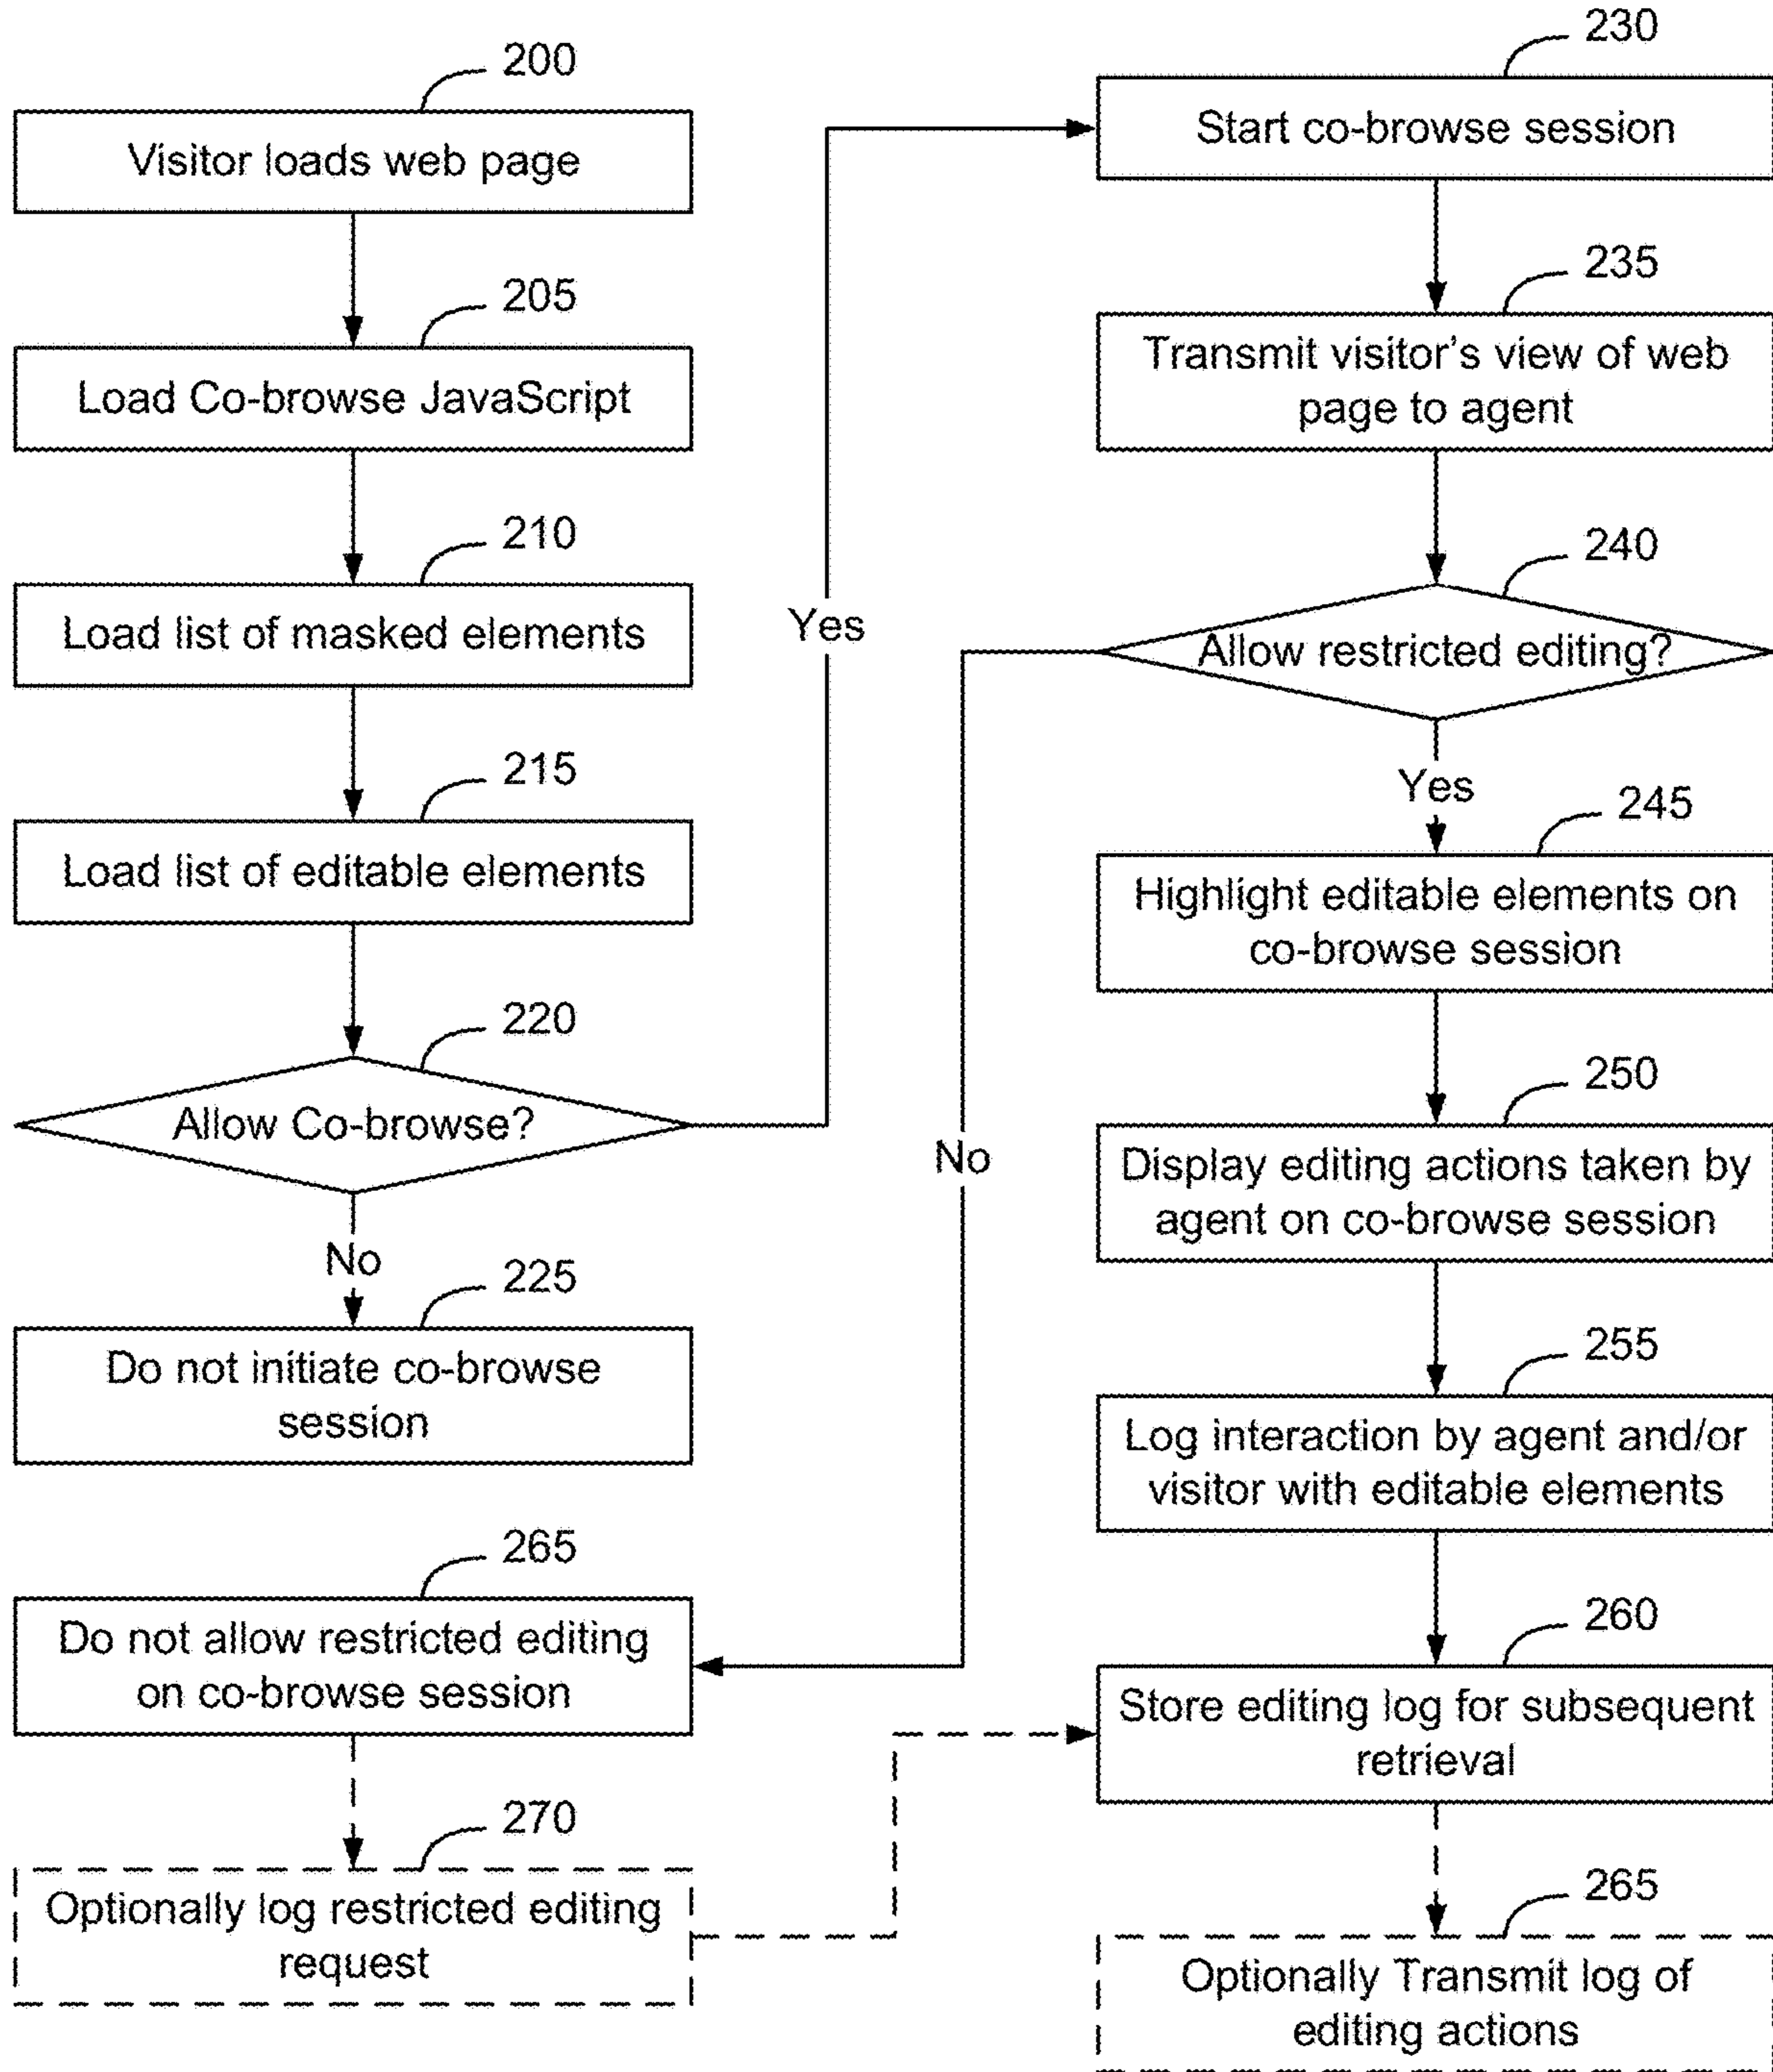 200
Visitor loads web page
205
Load Co-browse JavaScript
210
Load list of masked elements
215
Load list of editable elements
220
Allow Co-browse?
Yes
No
225
Do not initiate co-browse
session
230
Start co-browse session
235
Transmit visitor's view of web
page to agent
240
Allow restricted editing?
Yes
No
245
Highlight editable elements on
co-browse session
250
Display editing actions taken by
agent on co-browse session
255
Log interaction by agent and/or
visitor with editable elements
260
Store editing log for subsequent
retrieval
265
Optionally Transmit log of
editing actions
265
Do not allow restricted editing
on co-browse session
270
Optionally log restricted editing
request